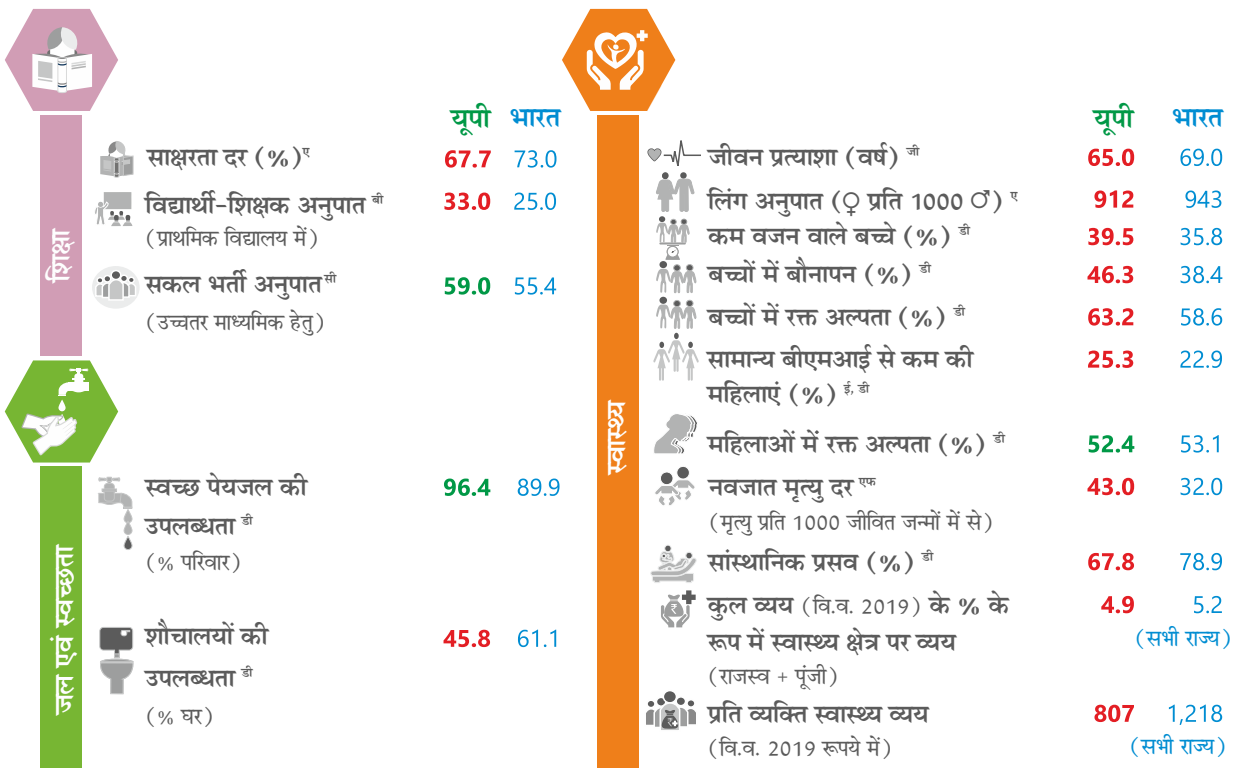 शिक्षा
यूपी भारत
साक्षरता दर (%)ए 67.7 73.0
विद्यार्थी-शिक्षक अनुपात बी 33.0 25.0
(प्राथमिक विद्यालय में)
सकल भर्ती अनुपातसी 59.0 55.4
(उच्चतर माध्यमिक हेतु)
जल एवं स्वच्छता
स्वच्छ पेयजल की 96.4 89.9
उपलब्धता डी
(% परिवार)
शौचालयों की 45.8 61.1
उपलब्धता डी
(% घर)
स्वास्थ्य
यूपी भारत
जीवन प्रत्याशा (वर्ष) जी 65.0 69.0
लिंग अनुपात (♀ प्रति 1000 ♂) ए 912 943
कम वजन वाले बच्चे (%) डी 39.5 35.8
बच्चों में बौनापन (%) डी 46.3 38.4
बच्चों में रक्त अल्पता (%) डी 63.2 58.6
सामान्य बीएमआई से कम की 25.3 22.9
महिलाएं (%) ई, डी
महिलाओं में रक्त अल्पता (%) डी 52.4 53.1
नवजात मृत्यु दर एफ 43.0 32.0
(मृत्यु प्रति 1000 जीवित जन्मों में से)
सांस्थानिक प्रसव (%) डी 67.8 78.9
कुल व्यय (वि.व. 2019) के % के 4.9 5.2
रूप में स्वास्थ्य क्षेत्र पर व्यय (सभी राज्य)
(राजस्व + पूंजी)
प्रति व्यक्ति स्वास्थ्य व्यय 807 1,218
(वि.व. 2019 रूपये में) (सभी राज्य)